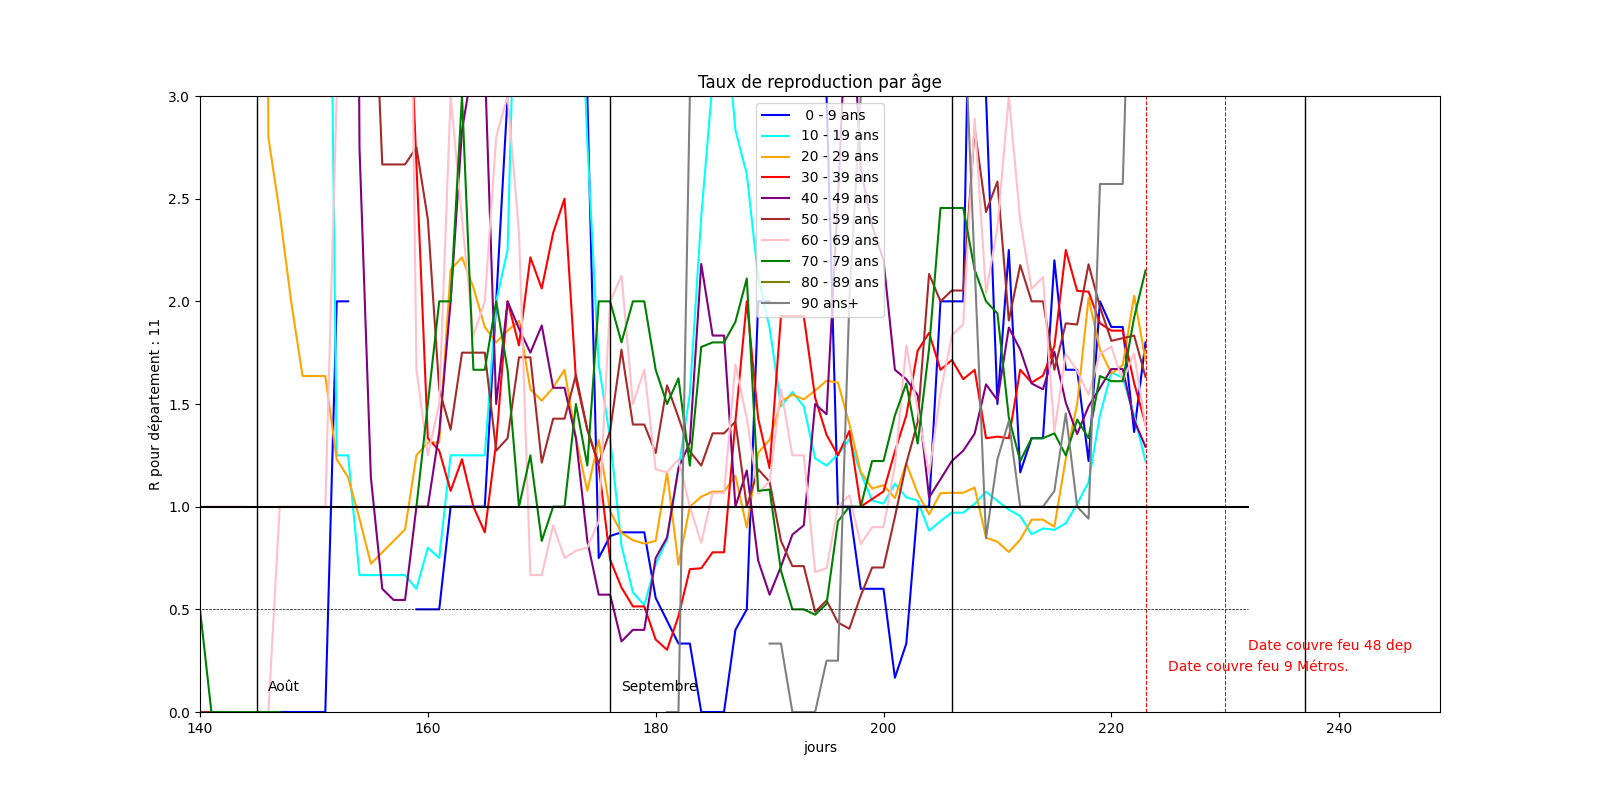 Taux de reproduction par âge
R pour département : 11
3.0
2.5
2.0
1.5
1.0
0.5
0.0
0 - 9 ans
10 - 19 ans
20 - 29 ans
30 - 39 ans
40 - 49 ans
50 - 59 ans
60 - 69 ans
70 - 79 ans
80 - 89 ans
90 ans+
Date couvre feu 48 dep
Date couvre feu 9 Métros.
Août
Septembre
140
160
180
200
220
240
jours